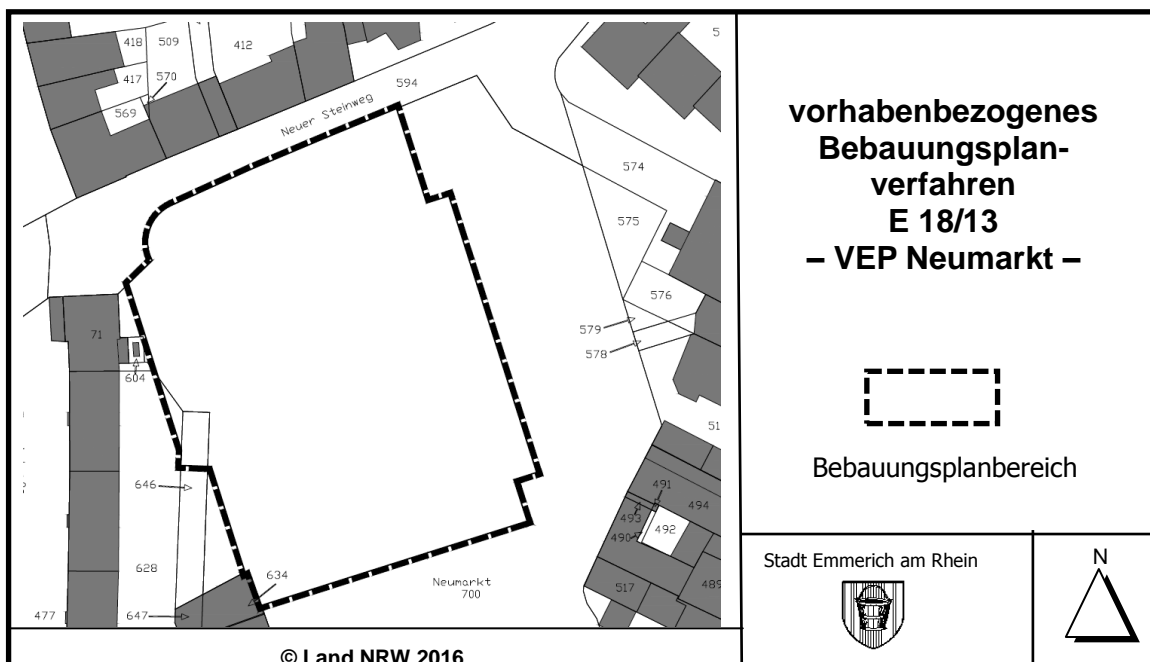 418
509
412
417
570
569
594
Neuer Steinweg
574
575
576
579
578
71
604
646
628
634
647
477
Neumarkt
700
491
494
493
492
490
517
489
51
5
vorhabenbezogenes
Bebauungsplan-
verfahren
E 18/13
– VEP Neumarkt –
Bebauungsplanbereich
Stadt Emmerich am Rhein
N
© Land NRW 2016